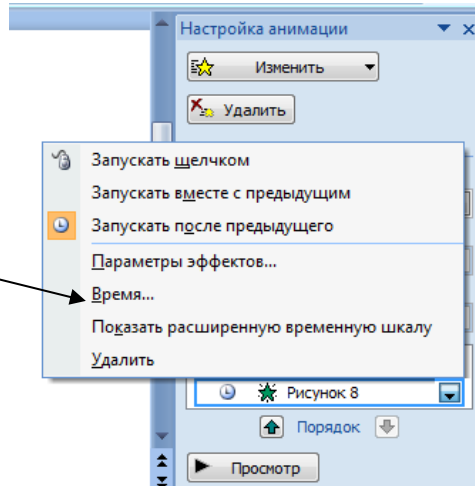 Настройка анимации
Изменить
Удалить
Запускать щелчком
Запускать вместе с предыдущим
Запускать после предыдущего
Параметры эффектов...
Время...
Показать расширенную временную шкалу
Удалить
Рисунок 8
Порядок
Просмотр